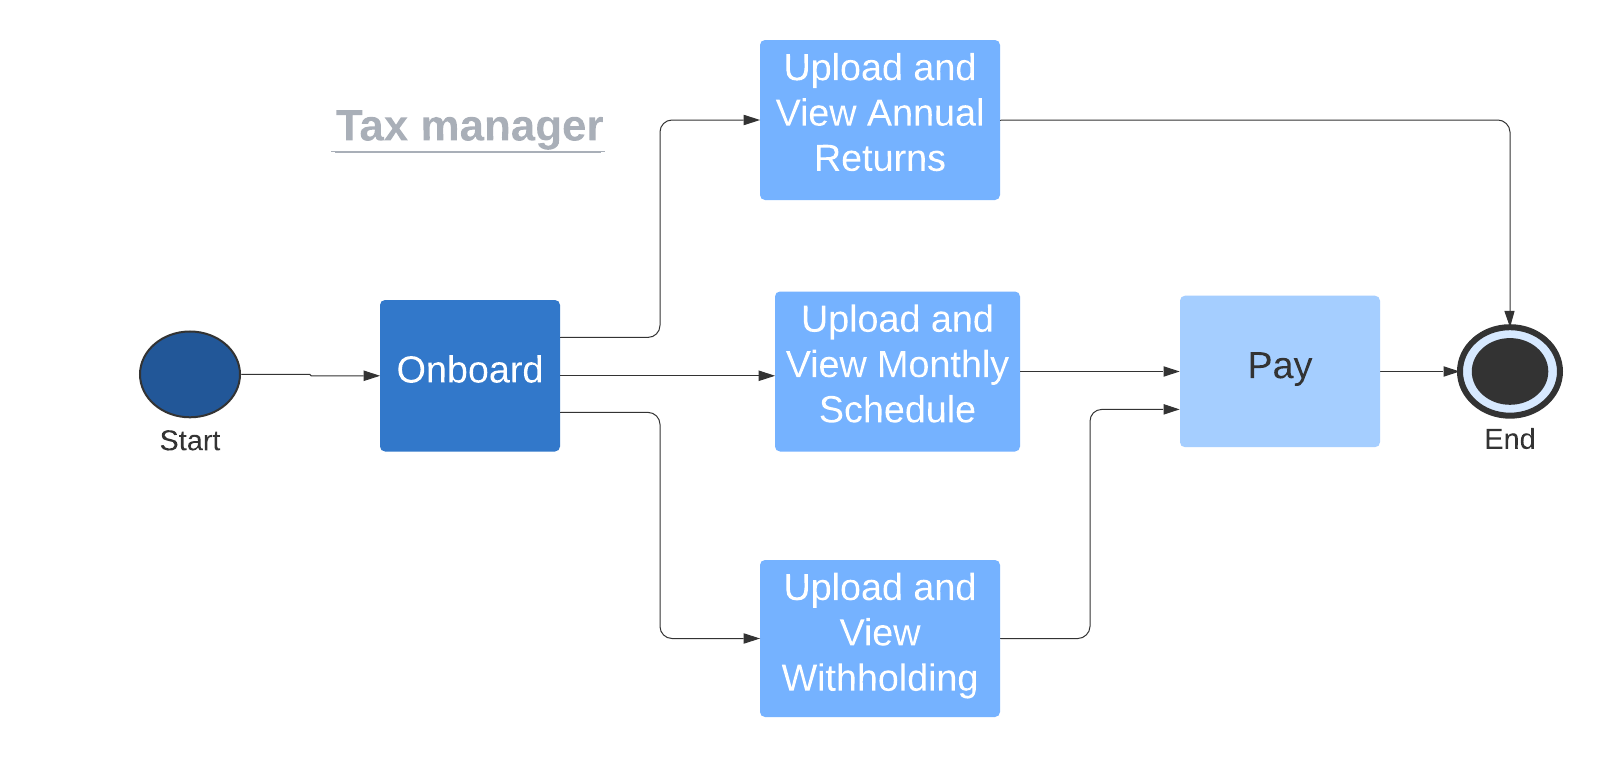 Tax manager
Upload and
View Annual
Returns
Start
Onboard
Upload and
View Monthly
Schedule
Pay
End
Upload and
View
Withholding